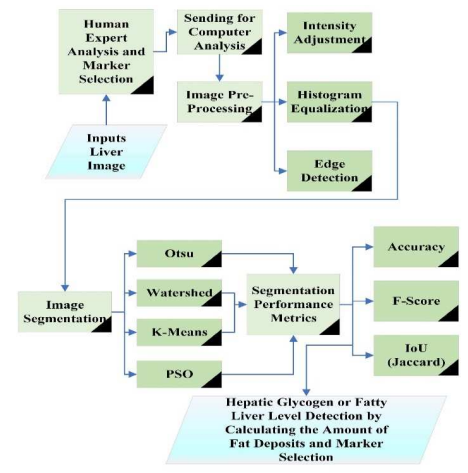 Human
Expert
Analysis and
Marker
Selection
Sending for
Computer
Analysis
Intensity
Adjustment
Image Pre-
Processing
Histogram
Equalization
Inputs
Liver
Image
Edge
Detection
Image
Segmentation
Otsu
Watershed
K-Means
PSO
Segmentation
Performance
Metrics
Accuracy
F-Score
IoU
(Jaccard)
Hepatic Glycogen or Fatty
Liver Level Detection by
Calculating the Amount of
Fat Deposits and Marker
Selection